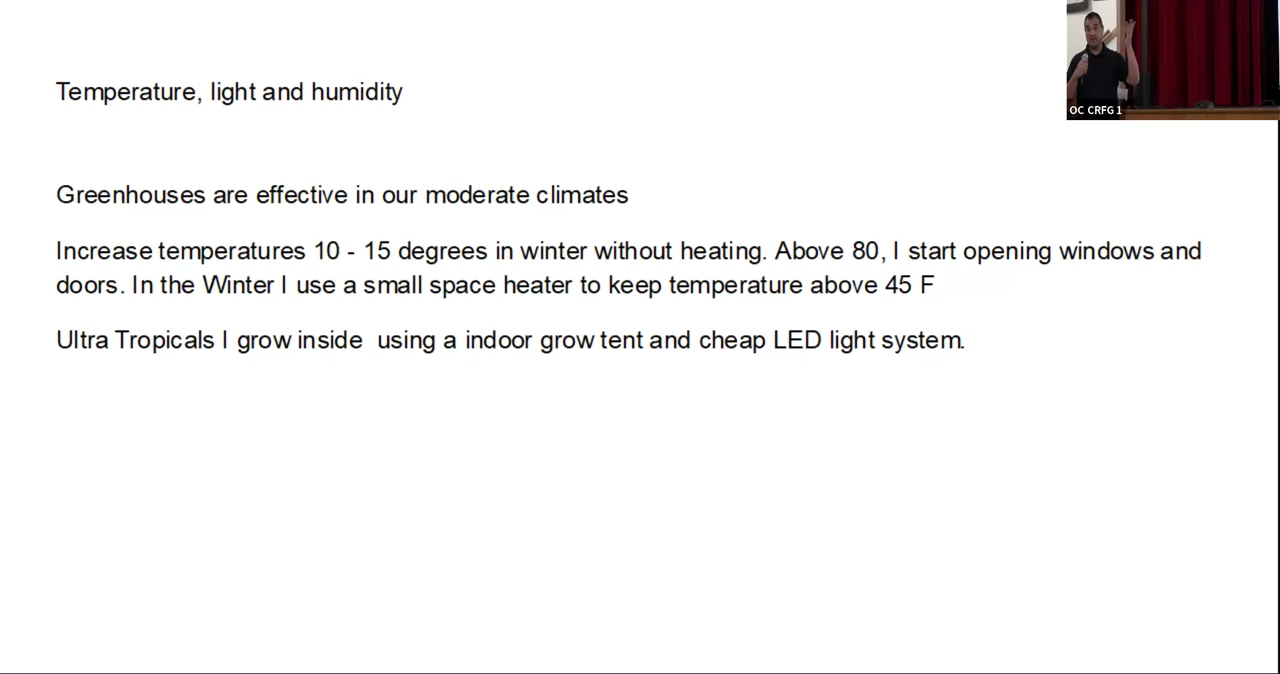 Temperature, light and humidity
OC CRFG 1
Greenhouses are effective in our moderate climates
Increase temperatures 10 - 15 degrees in winter without heating. Above 80, I start opening windows and
doors. In the Winter I use a small space heater to keep temperature above 45 F
Ultra Tropicals I grow inside  using a indoor grow tent and cheap LED light system.